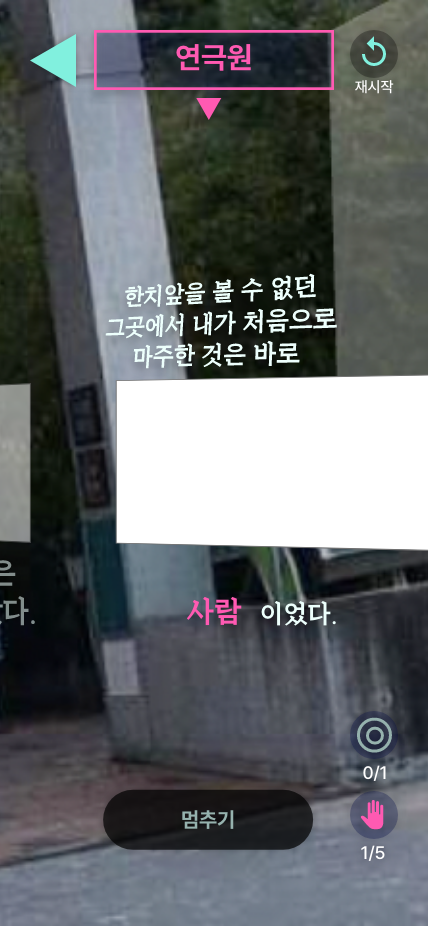 연극원
재시작
한치앞을 볼 수 없던
그곳에서 내가 처음으로
마주한 것은 바로
은
다.
사람 이었다.
0/1
멈추기
1/5